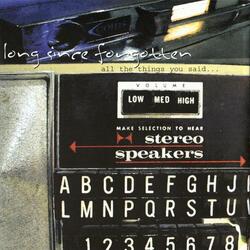 long since forgotten
all the things you said...
VOLUME
LOW MED HIGH
MAKE SELECTION TO HEAR
stereo
speakers
A B C D E F G H J
L M N P Q R S T U V
1 2 3 4 5 6 7 8